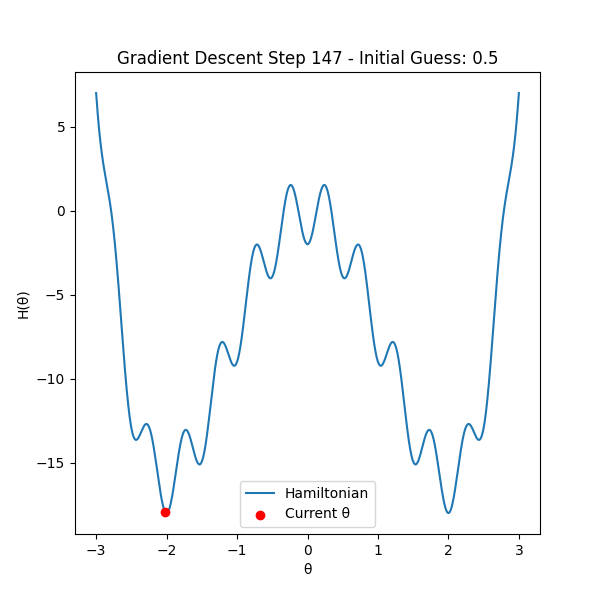 Gradient Descent Step 147 - Initial Guess: 0.5
H(θ)
5
0
−5
−10
−15
Hamiltonian
Current θ
−3
−2
−1
0
1
2
3
θ